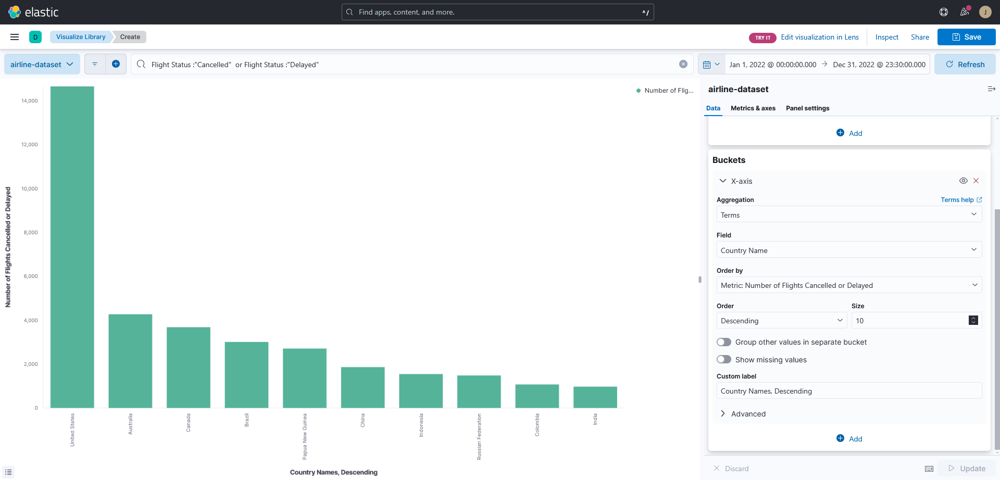 elastic
Find apps, content, and more.
^/
J
D
Visualize Library
Create
TRY IT
Edit visualization in Lens
Inspect
Share
Save
airline-dataset
Flight Status :"Cancelled"  or Flight Status :"Delayed"
Jan 1, 2022 @ 00:00:00.000
Dec 31, 2022 @ 23:30:00.000
Refresh
Number of Flights Cancelled or Delayed
14,000
12,000
10,000
8,000
6,000
4,000
2,000
0
United States
Australia
Canada
Brazil
Papua New Guinea
China
Indonesia
Russian Federation
Colombia
India
Country Names, Descending
Number of Flig...
airline-dataset
Data
Metrics & axes
Panel settings
Add
Buckets
X-axis
Aggregation
Terms help
Terms
Field
Country Name
Order by
Metric: Number of Flights Cancelled or Delayed
Order
Size
Descending
10
Group other values in separate bucket
Show missing values
Custom label
Country Names, Descending
Advanced
Add
Discard
Update